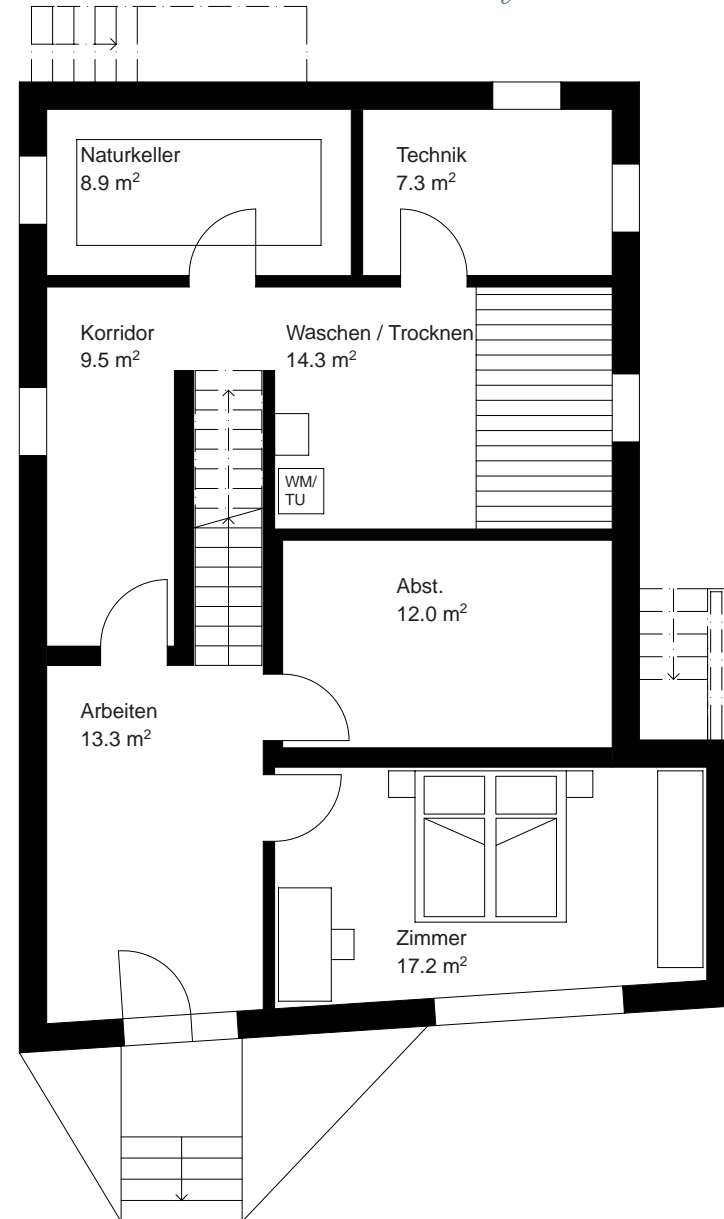 Naturkeller
8.9 m²
Technik
7.3 m²
Korridor
9.5 m²
Waschen / Trocknen
14.3 m²
WM/
TU
Abst.
12.0 m²
Arbeiten
13.3 m²
Zimmer
17.2 m²